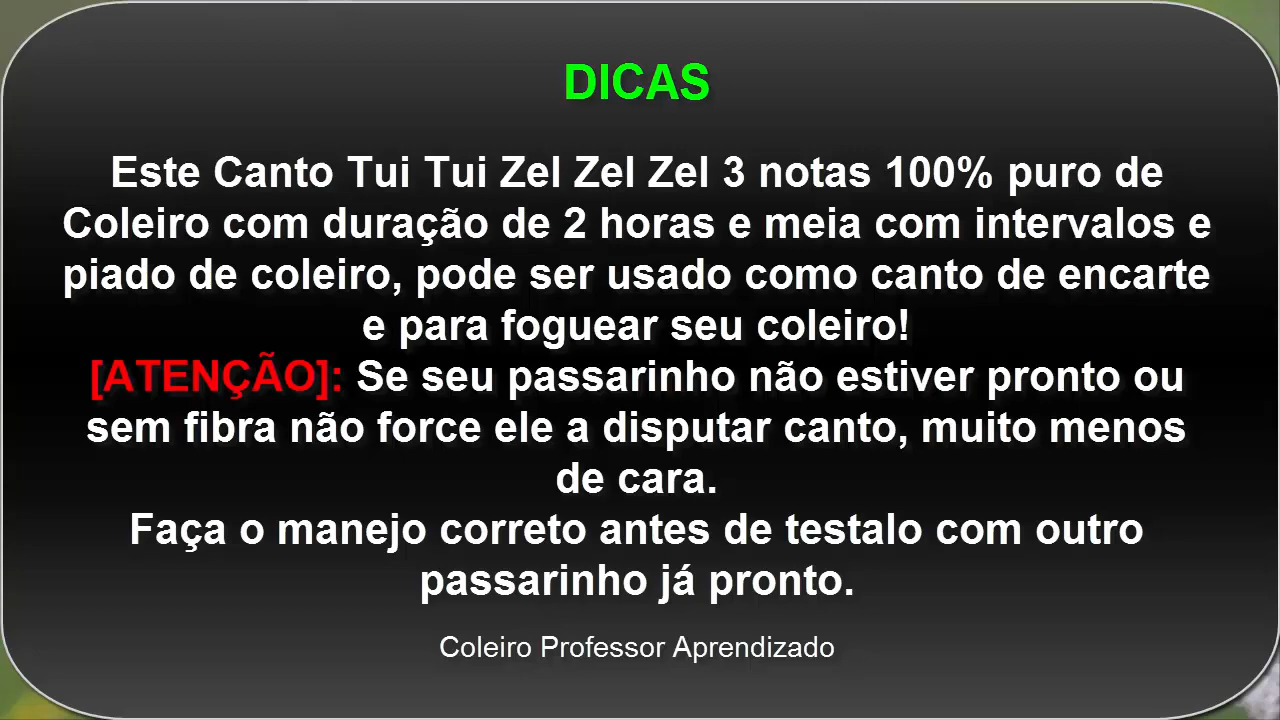 DICAS
Este Canto Tui Tui Zel Zel Zel 3 notas 100% puro de
Coleiro com duração de 2 horas e meia com intervalos e
piado de coleiro, pode ser usado como canto de encarte
e para foguear seu coleiro!
[ATENÇÃO]: Se seu passarinho não estiver pronto ou
sem fibra não force ele a disputar canto, muito menos
de cara.
Faça o manejo correto antes de testalo com outro
passarinho já pronto.
Coleiro Professor Aprendizado